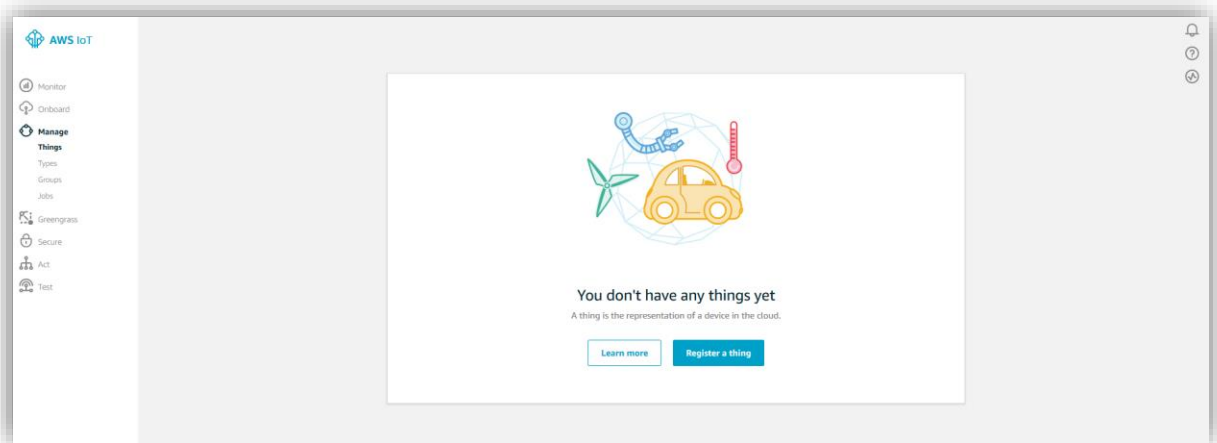 AWS IoT
Monitor
Onboard
Manage
Things
Types
Groups
Jobs
Greengrass
Secure
Act
Test
You don't have any things yet
A thing is the representation of a device in the cloud.
Learn more
Register a thing